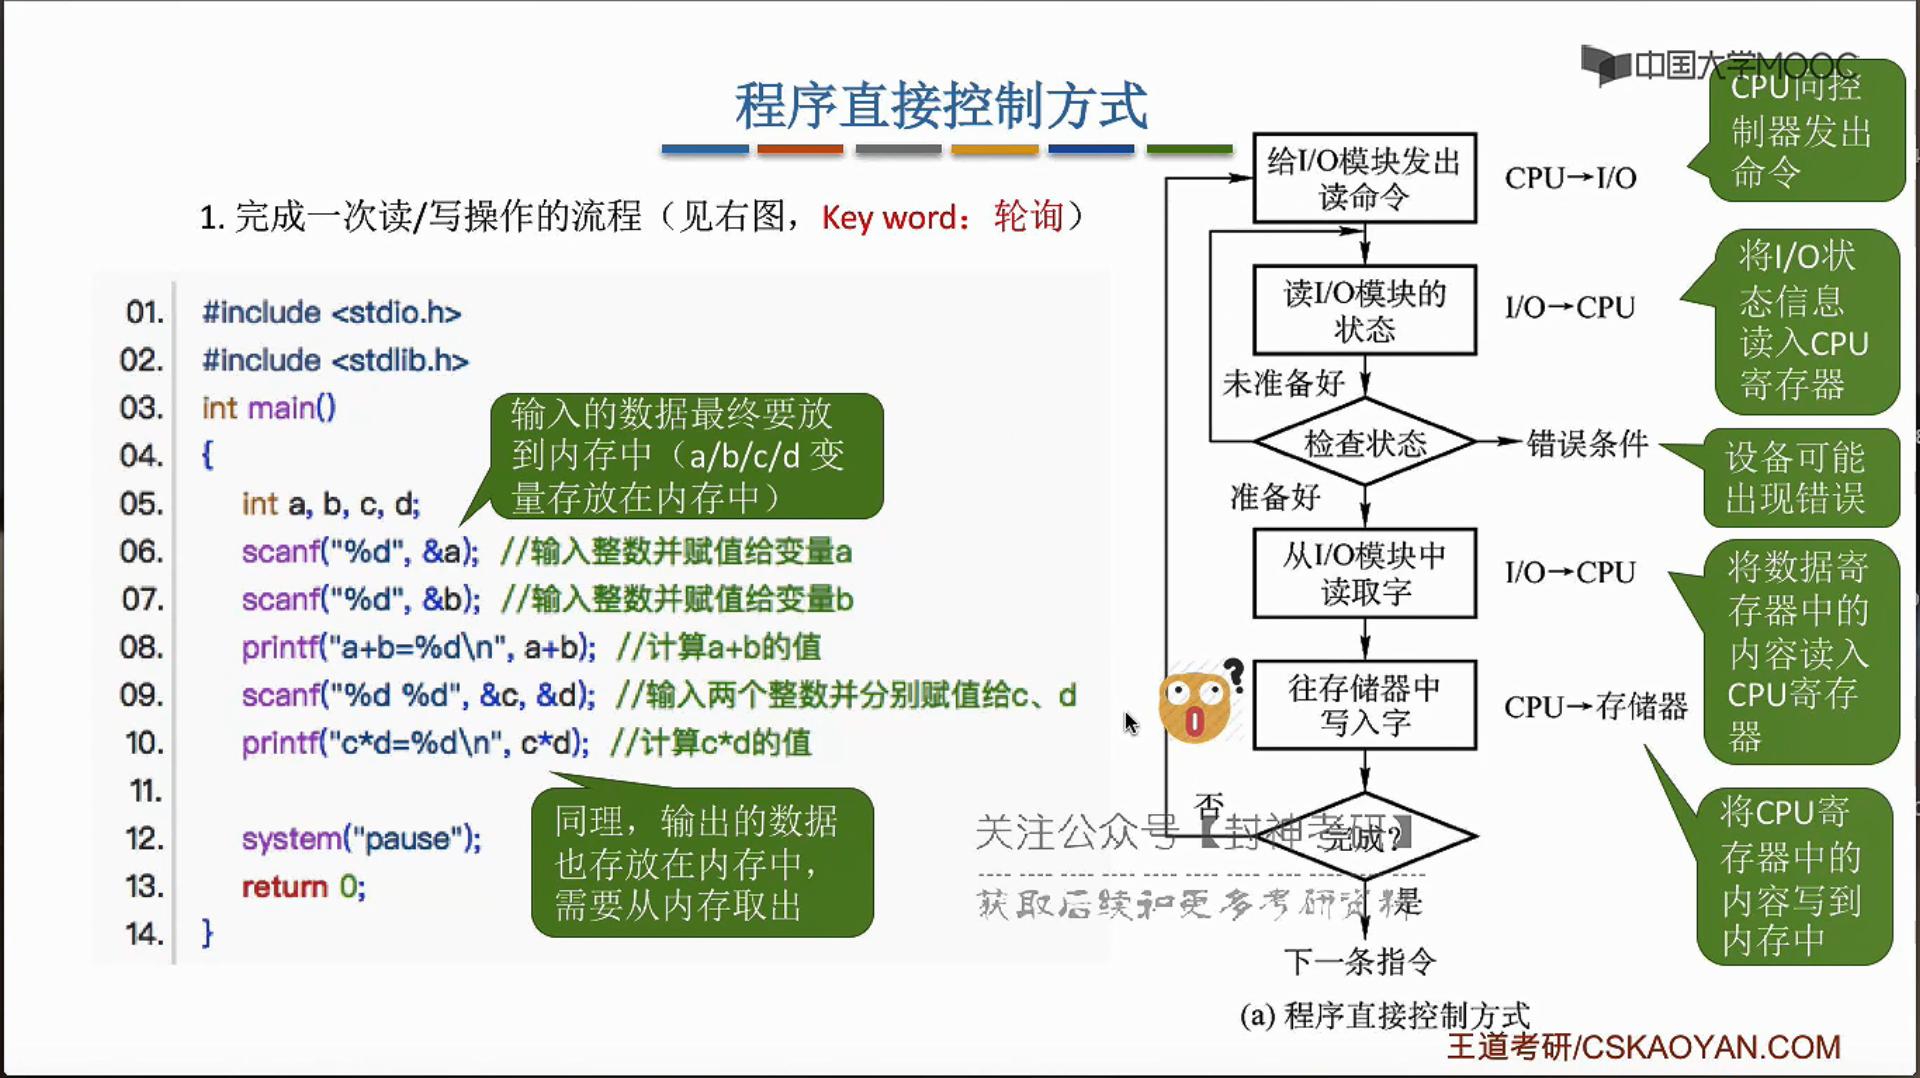 中国大学MOOC
程序直接控制方式
1. 完成一次读/写操作的流程（见右图，Key word：轮询）
01. #include <stdio.h>
02. #include <stdlib.h>
03. int main()
04. {
05. int a, b, c, d;
06. scanf("%d", &a); //输入整数并赋值给变量a
07. scanf("%d", &b); //输入整数并赋值给变量b
08. printf("a+b=%d\n", a+b); //计算a+b的值
09. scanf("%d %d", &c, &d); //输入两个整数并分别赋值给c、d
10. printf("c*d=%d\n", c*d); //计算c*d的值
11.
12. system("pause");
13. return 0;
14. }
输入的数据最终要放
到内存中（a/b/c/d 变
量存放在内存中）
同理，输出的数据
也存放在内存中，
需要从内存取出
给I/O模块发出
读命令
CPU→I/O
CPU向控
制器发出
命令
读I/O模块的
状态
I/O→CPU
将I/O状
态信息
读入CPU
寄存器
未准备好
检查状态
错误条件
设备可能
出现错误
准备好
从I/O模块中
读取字
I/O→CPU
将数据寄
存器中的
内容读入
CPU寄存
器
往存储器中
写入字
CPU→存储器
将CPU寄
存器中的
内容写到
内存中
否
完成?
是
下一条指令
(a) 程序直接控制方式
关注公众号【封神考研】
获取后续和更多考研资料
王道考研/CSKAOYAN.COM